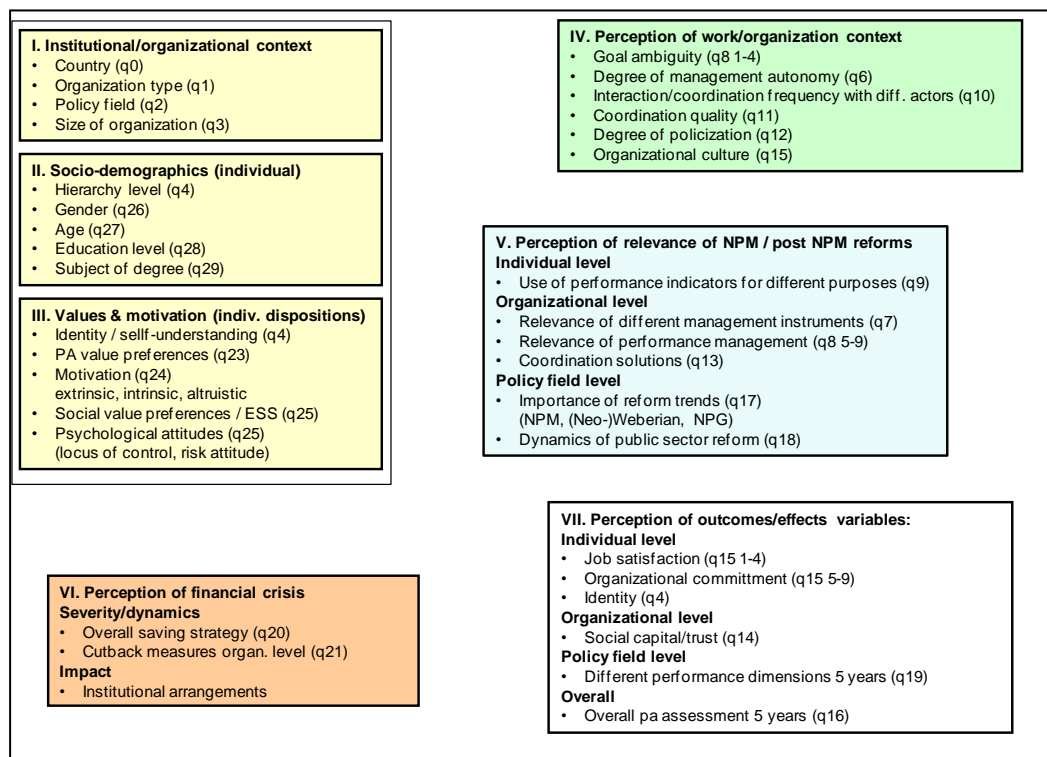 I. Institutional/organizational context
• Country (q0)
• Organization type (q1)
• Policy field (q2)
• Size of organization (q3)
II. Socio-demographics (individual)
• Hierarchy level (q4)
• Gender (q26)
• Age (q27)
• Education level (q28)
• Subject of degree (q29)
III. Values & motivation (indiv. dispositions)
• Identity / sellf-understanding (q4)
• PA value preferences (q23)
• Motivation (q24)
extrinsic, intrinsic, altruistic
• Social value preferences / ESS (q25)
• Psychological attitudes (q25)
(locus of control, risk attitude)
VI. Perception of financial crisis
Severity/dynamics
• Overall saving strategy (q20)
• Cutback measures organ. level (q21)
Impact
• Institutional arrangements
IV. Perception of work/organization context
• Goal ambiguity (q8 1-4)
• Degree of management autonomy (q6)
• Interaction/coordination frequency with diff. actors (q10)
• Coordination quality (q11)
• Degree of policization (q12)
• Organizational culture (q15)
V. Perception of relevance of NPM / post NPM reforms
Individual level
• Use of performance indicators for different purposes (q9)
Organizational level
• Relevance of different management instruments (q7)
• Relevance of performance management (q8 5-9)
• Coordination solutions (q13)
Policy field level
• Importance of reform trends (q17)
(NPM, (Neo-)Weberian, NPG)
• Dynamics of public sector reform (q18)
VII. Perception of outcomes/effects variables:
Individual level
• Job satisfaction (q15 1-4)
• Organizational committment (q15 5-9)
• Identity (q4)
Organizational level
• Social capital/trust (q14)
Policy field level
• Different performance dimensions 5 years (q19)
Overall
• Overall pa assessment 5 years (q16)